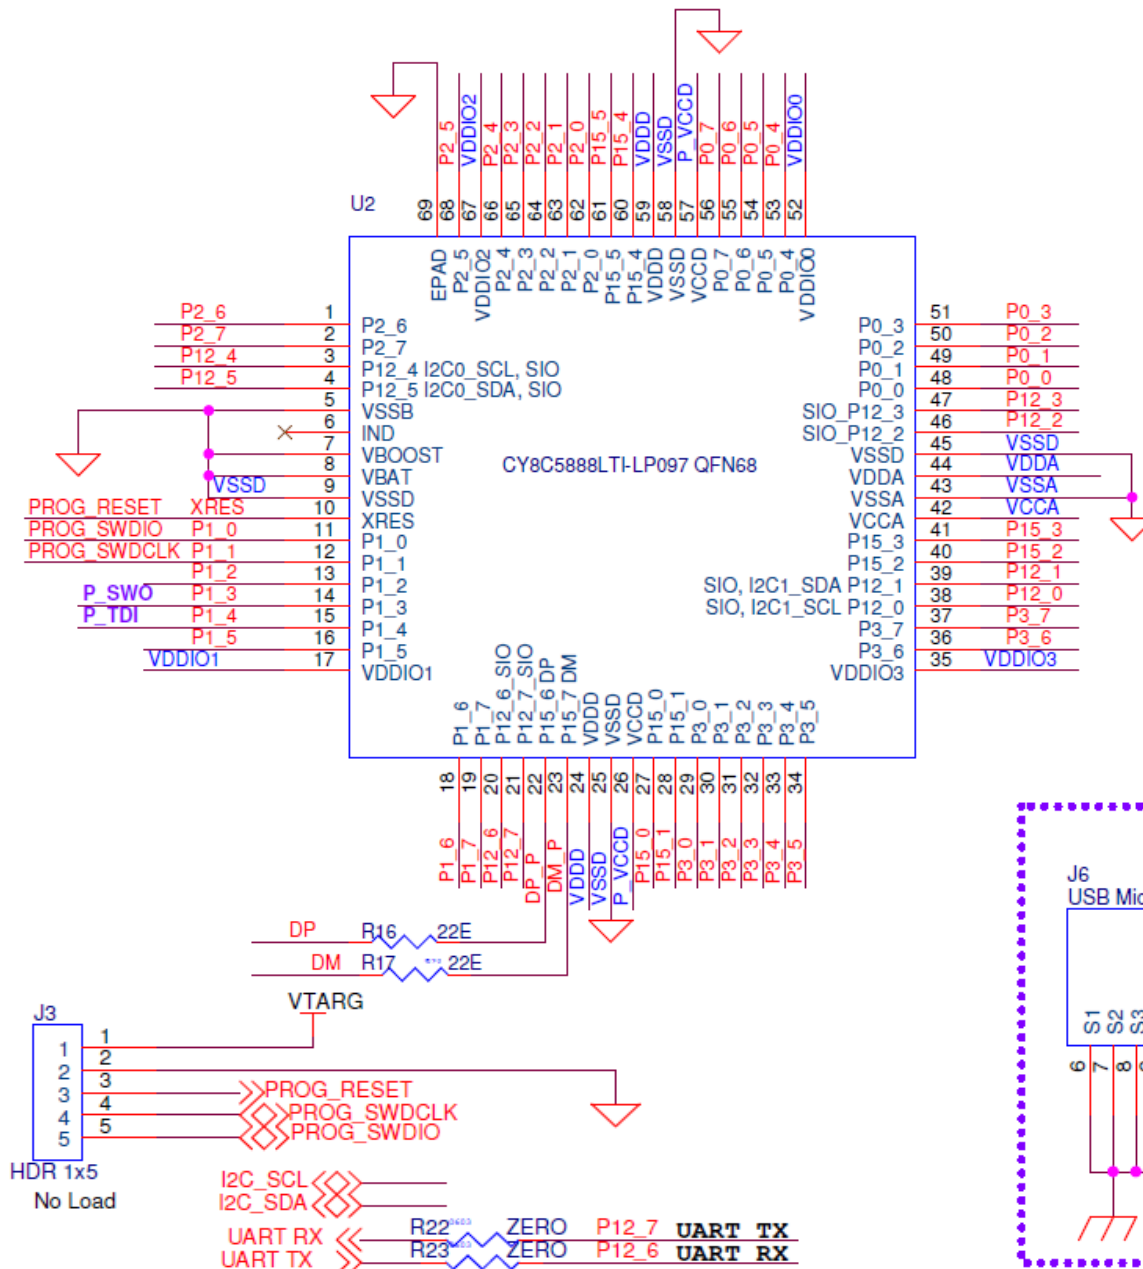 P2_5
VDDIO2
P2_4
P2_3
P2_2
P2_1
P2_0
P15_5
P15_4
VDDD
VSSD
P_VCCD
P0_7
P0_6
P0_5
P0_4
VDDIO0
U2
69
68
67
66
65
64
63
62
61
60
59
58
57
56
55
54
53
52
EPAD
P2_5
VDDIO2
P2_4
P2_3
P2_2
P2_1
P2_0
P15_5
P15_4
VDDD
VSSD
VCCD
P0_7
P0_6
P0_5
P0_4
VDDIO0
P2_6 1 P2_6
P2_7 2 P2_7
P12_4 3 P12_4 I2C0_SCL, SIO
P12_5 4 P12_5 I2C0_SDA, SIO
5 VSSB
6 IND
7 VBOOST
8 VBAT
VSSD 9 VSSD
PROG_RESET XRES 10 XRES
PROG_SWDIO P1_0 11 P1_0
PROG_SWDCLK P1_1 12 P1_1
P1_2 13 P1_2
P_SWO P1_3 14 P1_3
P_TDI P1_4 15 P1_4
P1_5 16 P1_5
VDDIO1 17 VDDIO1
CY8C5888LTI-LP097 QFN68
P0_3 51 P0_3
P0_2 50 P0_2
P0_1 49 P0_1
P0_0 48 P0_0
SIO_P12_3 47 P12_3
SIO_P12_2 46 P12_2
VSSD 45 VSSD
VDDA 44 VDDA
VSSA 43 VSSA
VCCA 42 VCCA
P15_3 41 P15_3
P15_2 40 P15_2
SIO, I2C1_SDA P12_1 39 P12_1
SIO, I2C1_SCL P12_0 38 P12_0
P3_7 37 P3_7
P3_6 36 P3_6
VDDIO3 35 VDDIO3
P1_6
P1_7
P12_6_SIO
P12_7_SIO
P15_6 DP
P15_7 DM
VDDD
VSSD
VCCD
P15_0
P15_1
P3_0
P3_1
P3_2
P3_3
P3_4
P3_5
18
19
20
21
22
23
24
25
26
27
28
29
30
31
32
33
34
P1_6
P1_7
P12_6
P12_7
DP_P
DM_P
VDDD
VSSD
P_VCCD
P15_0
P15_1
P3_0
P3_1
P3_2
P3_3
P3_4
P3_5
DP R16 22E
DM R17 22E
VTARG
J3
1 1
2 2
3 3 PROG_RESET
4 4 PROG_SWDCLK
5 5 PROG_SWDIO
HDR 1x5
No Load
I2C_SCL
I2C_SDA
UART RX R22 0603 ZERO P12_7 UART TX
UART TX R23 ZERO P12_6 UART RX
J6
USB Mic
S1
S2
S3
6
7
8